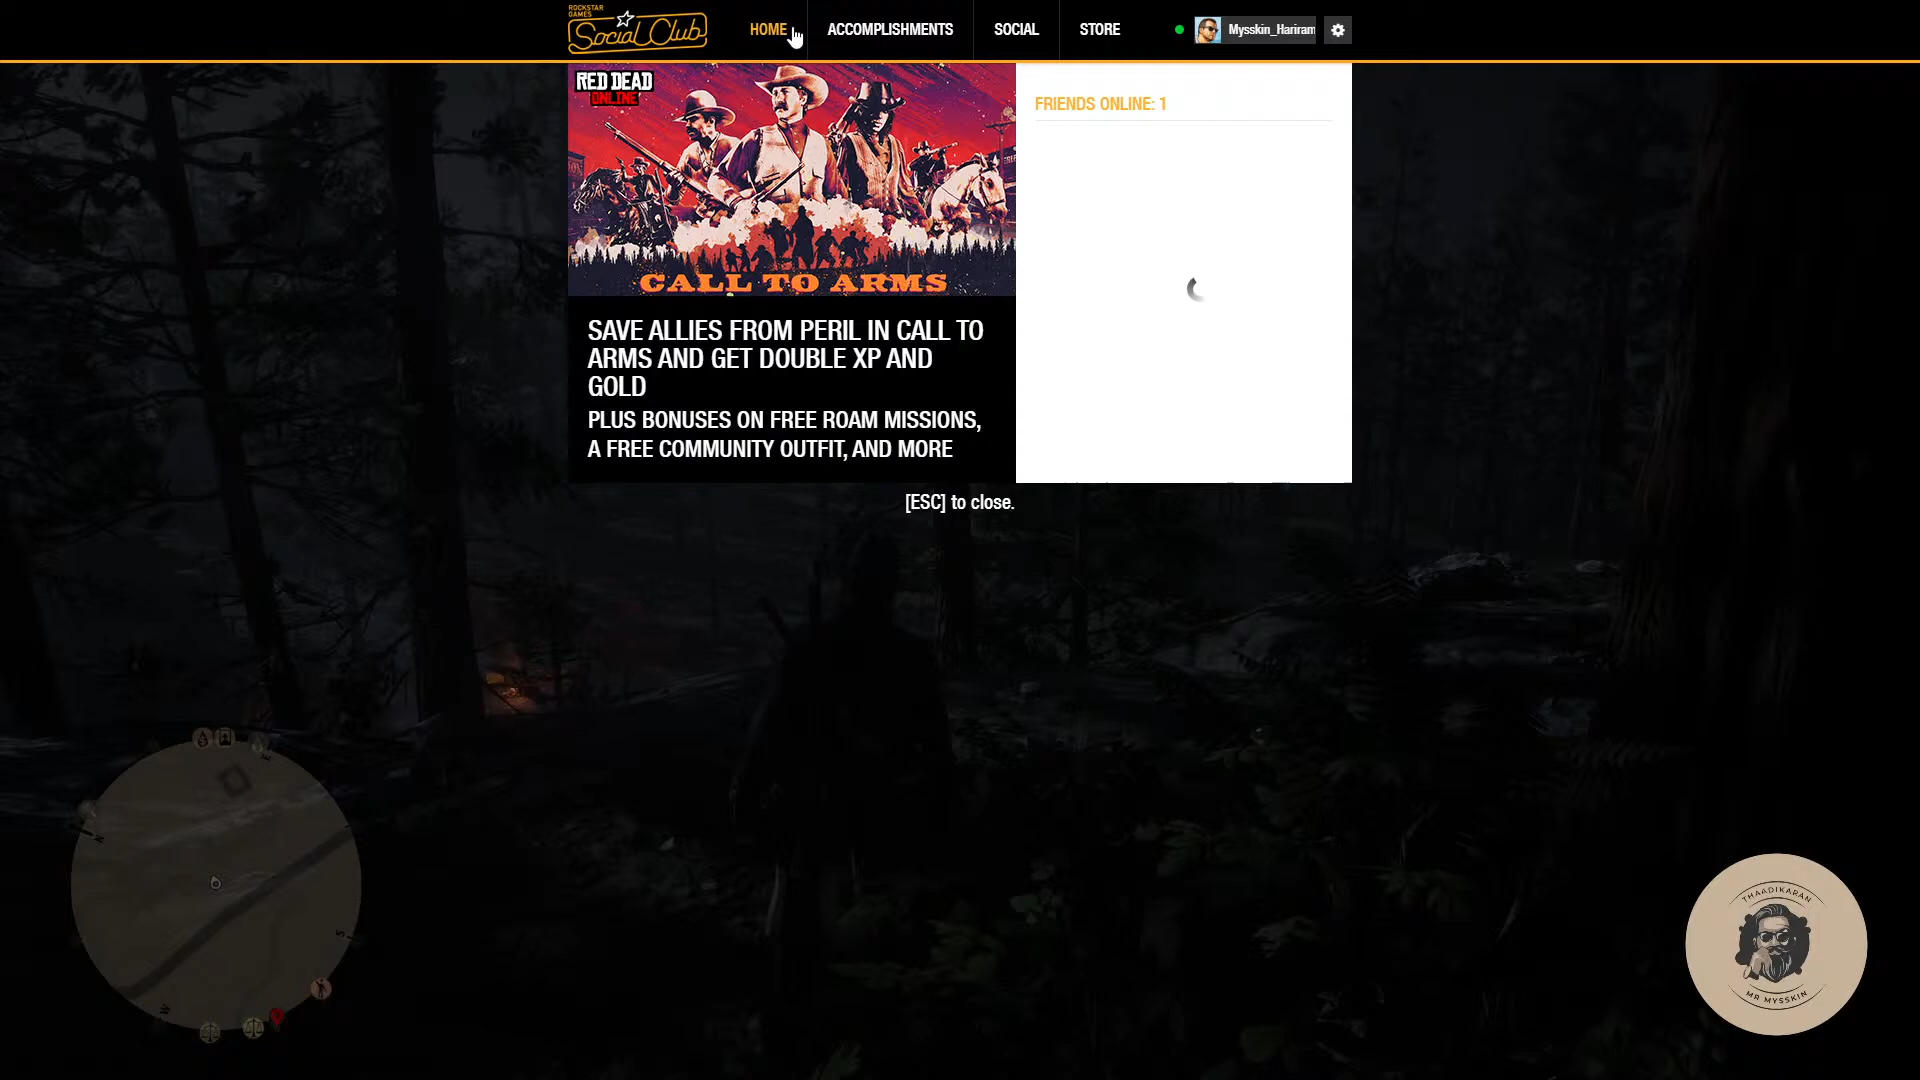 ROCKSTAR
GAMES
Social Club
HOME
ACCOMPLISHMENTS
SOCIAL
STORE
Mysskin_Hariram
RED DEAD
ONLINE
CALL TO ARMS
SAVE ALLIES FROM PERIL IN CALL TO
ARMS AND GET DOUBLE XP AND
GOLD
PLUS BONUSES ON FREE ROAM MISSIONS,
A FREE COMMUNITY OUTFIT, AND MORE
FRIENDS ONLINE: 1
[ESC] to close.
N
E
S
W
THAADIKARAN
MR MYSSKIN